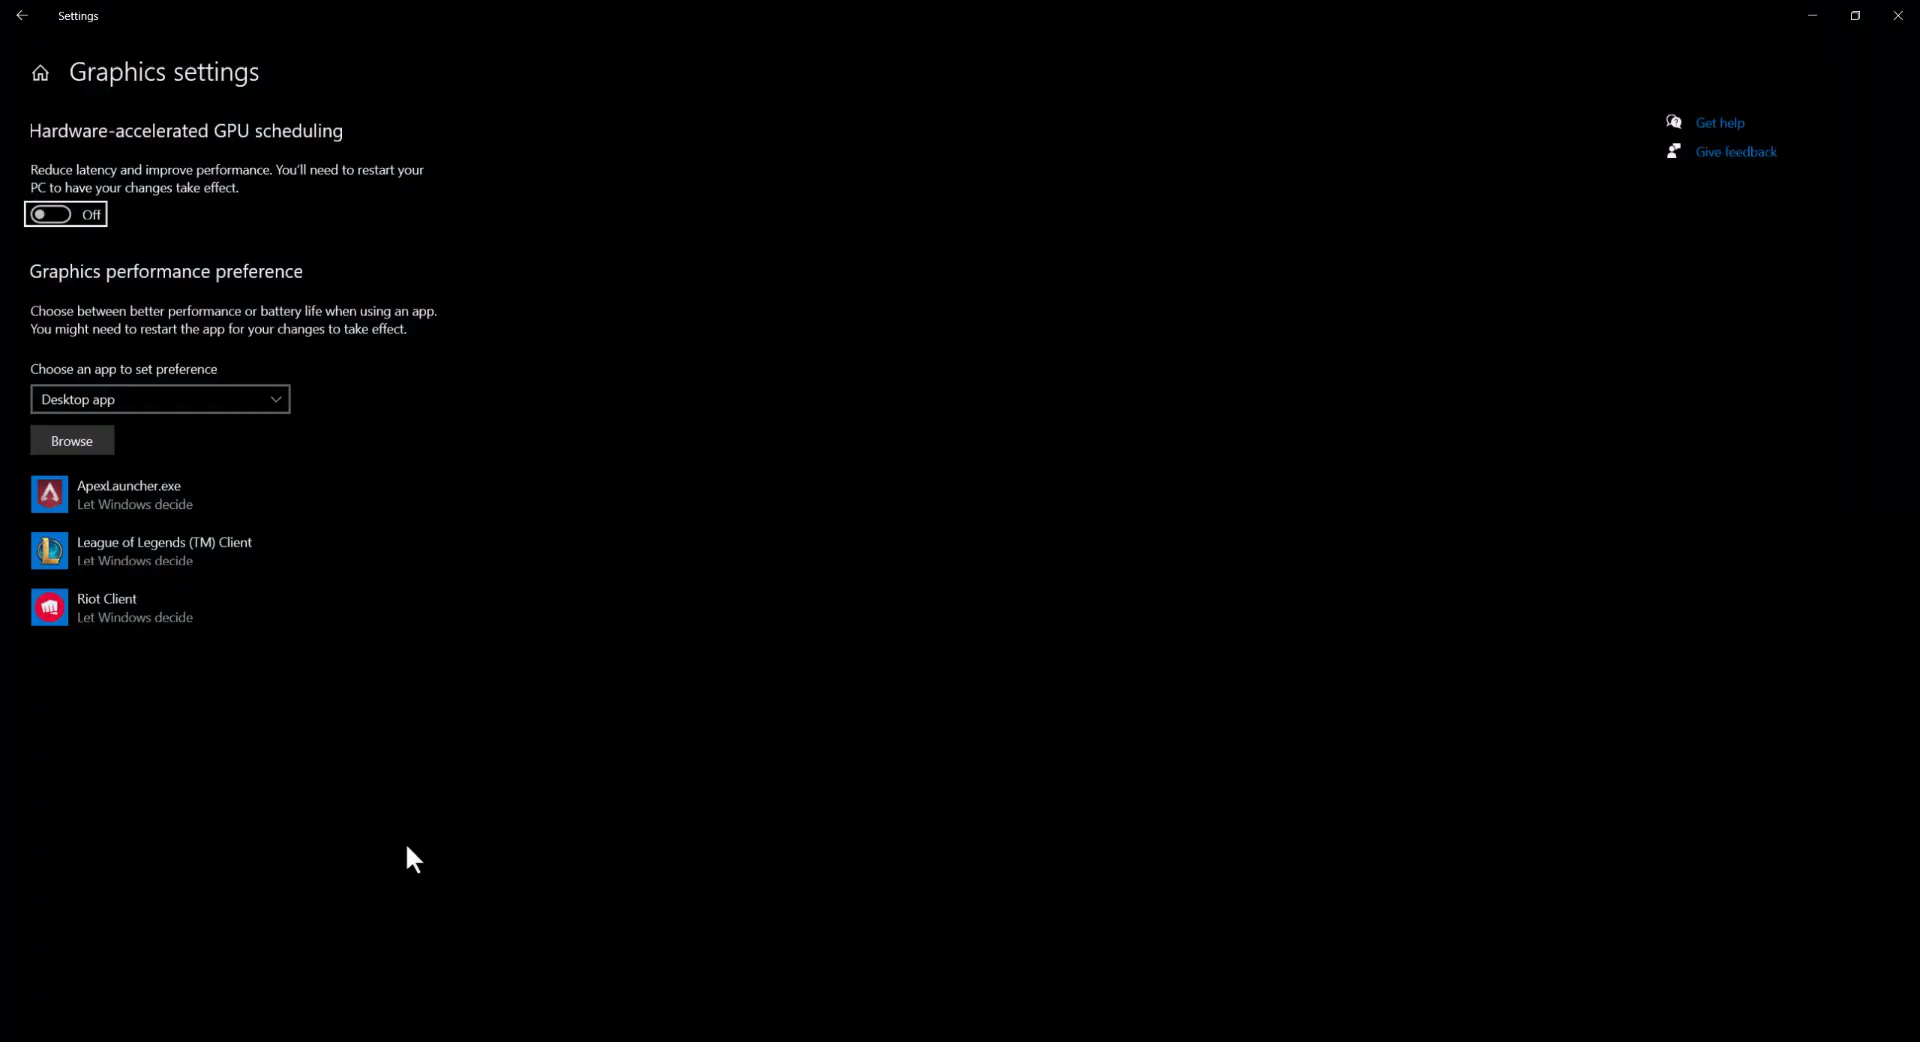 Settings
Graphics settings
Hardware-accelerated GPU scheduling
Get help
Give feedback
Reduce latency and improve performance. You'll need to restart your
PC to have your changes take effect.
Off
Graphics performance preference
Choose between better performance or battery life when using an app.
You might need to restart the app for your changes to take effect.
Choose an app to set preference
Desktop app
Browse
ApexLauncher.exe
Let Windows decide
League of Legends (TM) Client
Let Windows decide
Riot Client
Let Windows decide